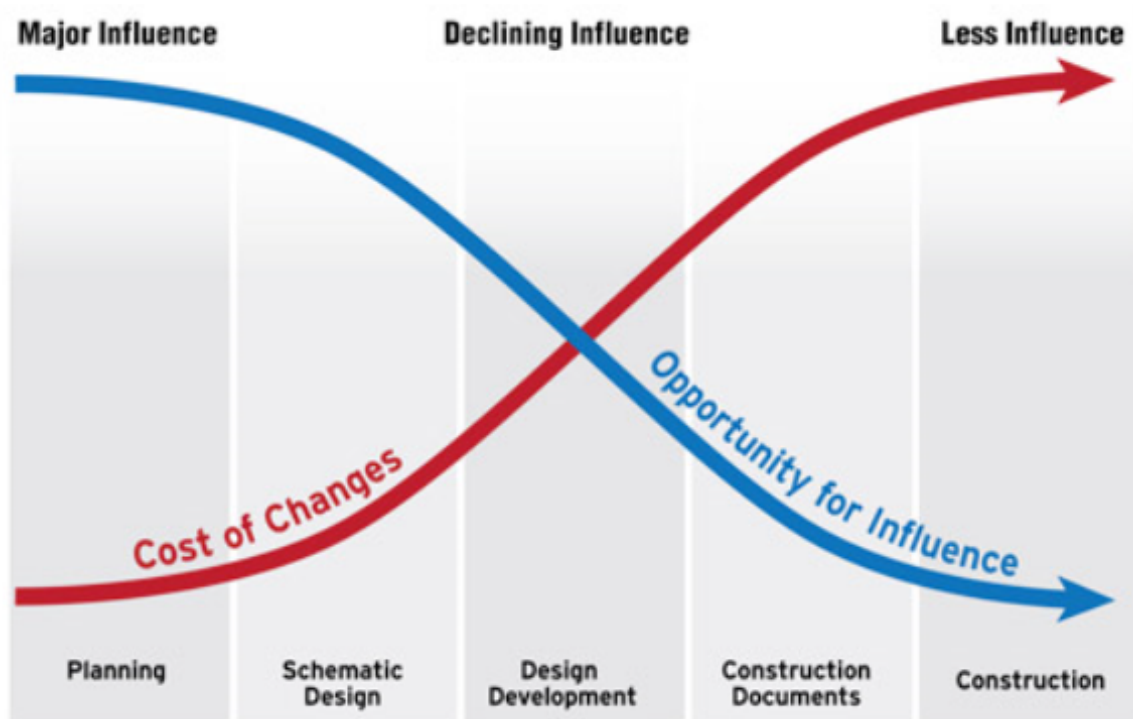 Major Influence
Declining Influence
Less Influence
Cost of Changes
Opportunity for Influence
Planning
Schematic
Design
Design
Development
Construction
Documents
Construction